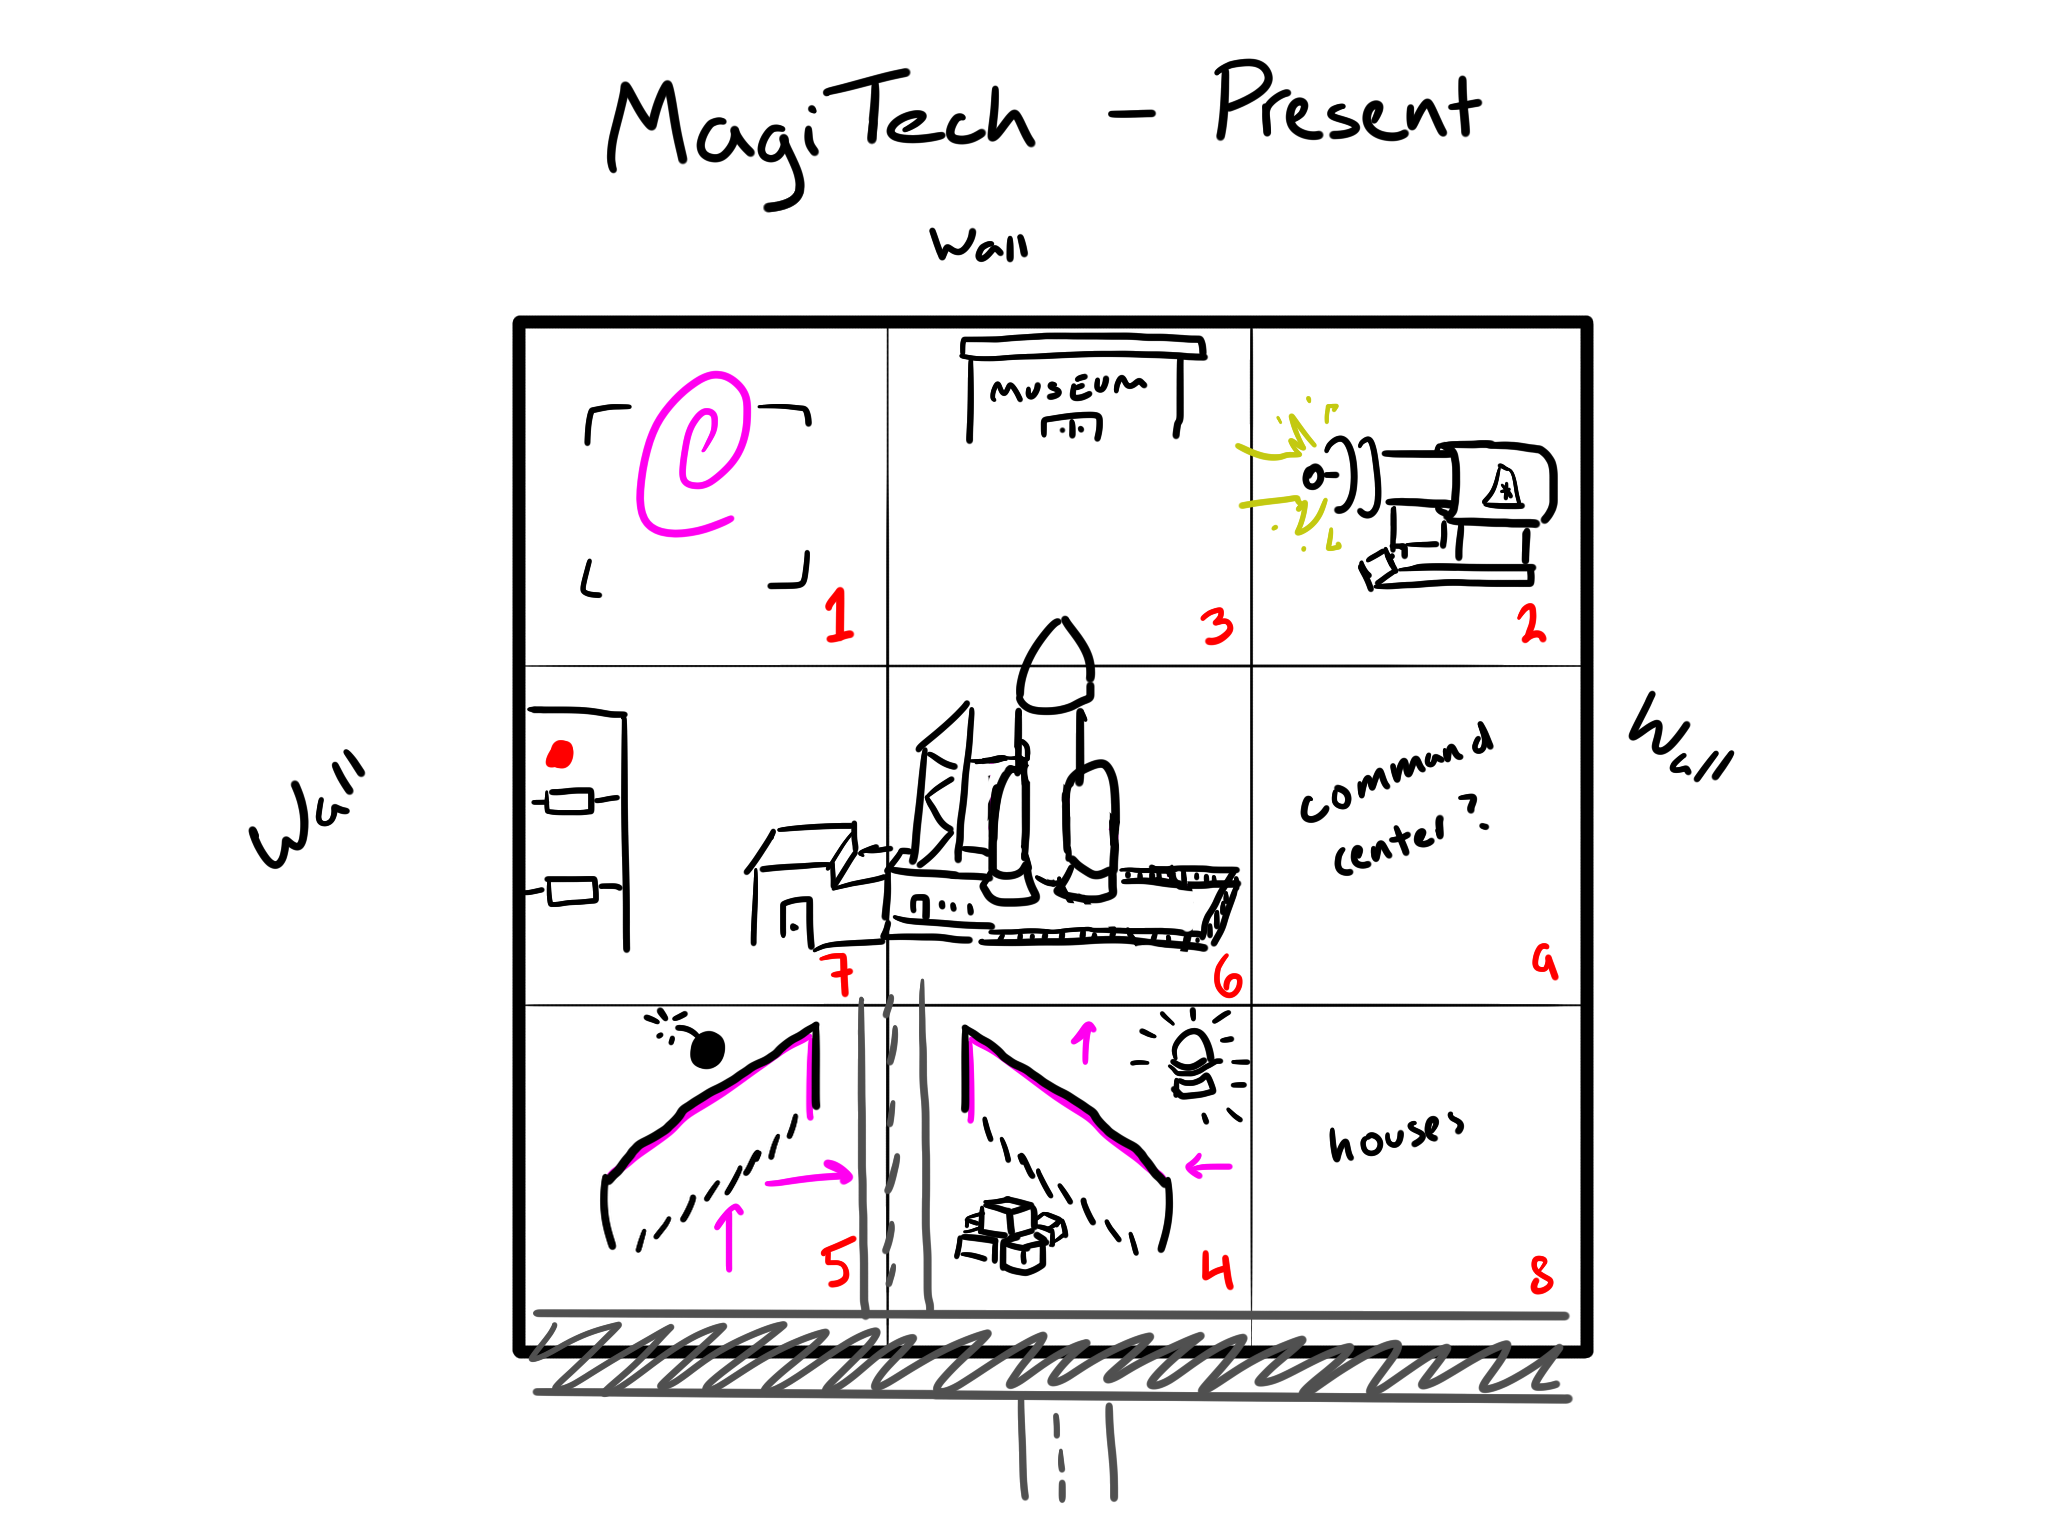 MagiTech - Present
Wall
MUSEUM
1
3
2
Wall
Wall
command
center?
7
6
9
houses
5
4
8